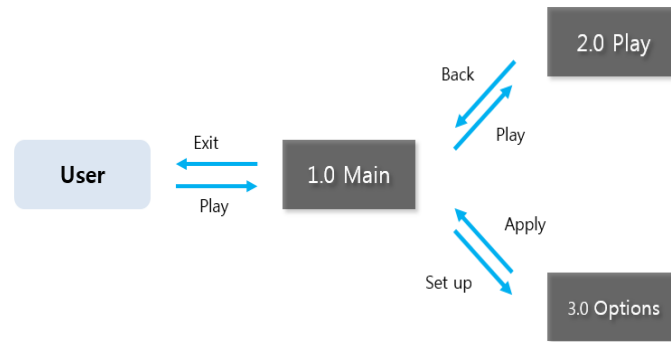 2.0 Play
Back
Play
Exit
User
1.0 Main
Play
Apply
Set up
3.0 Options